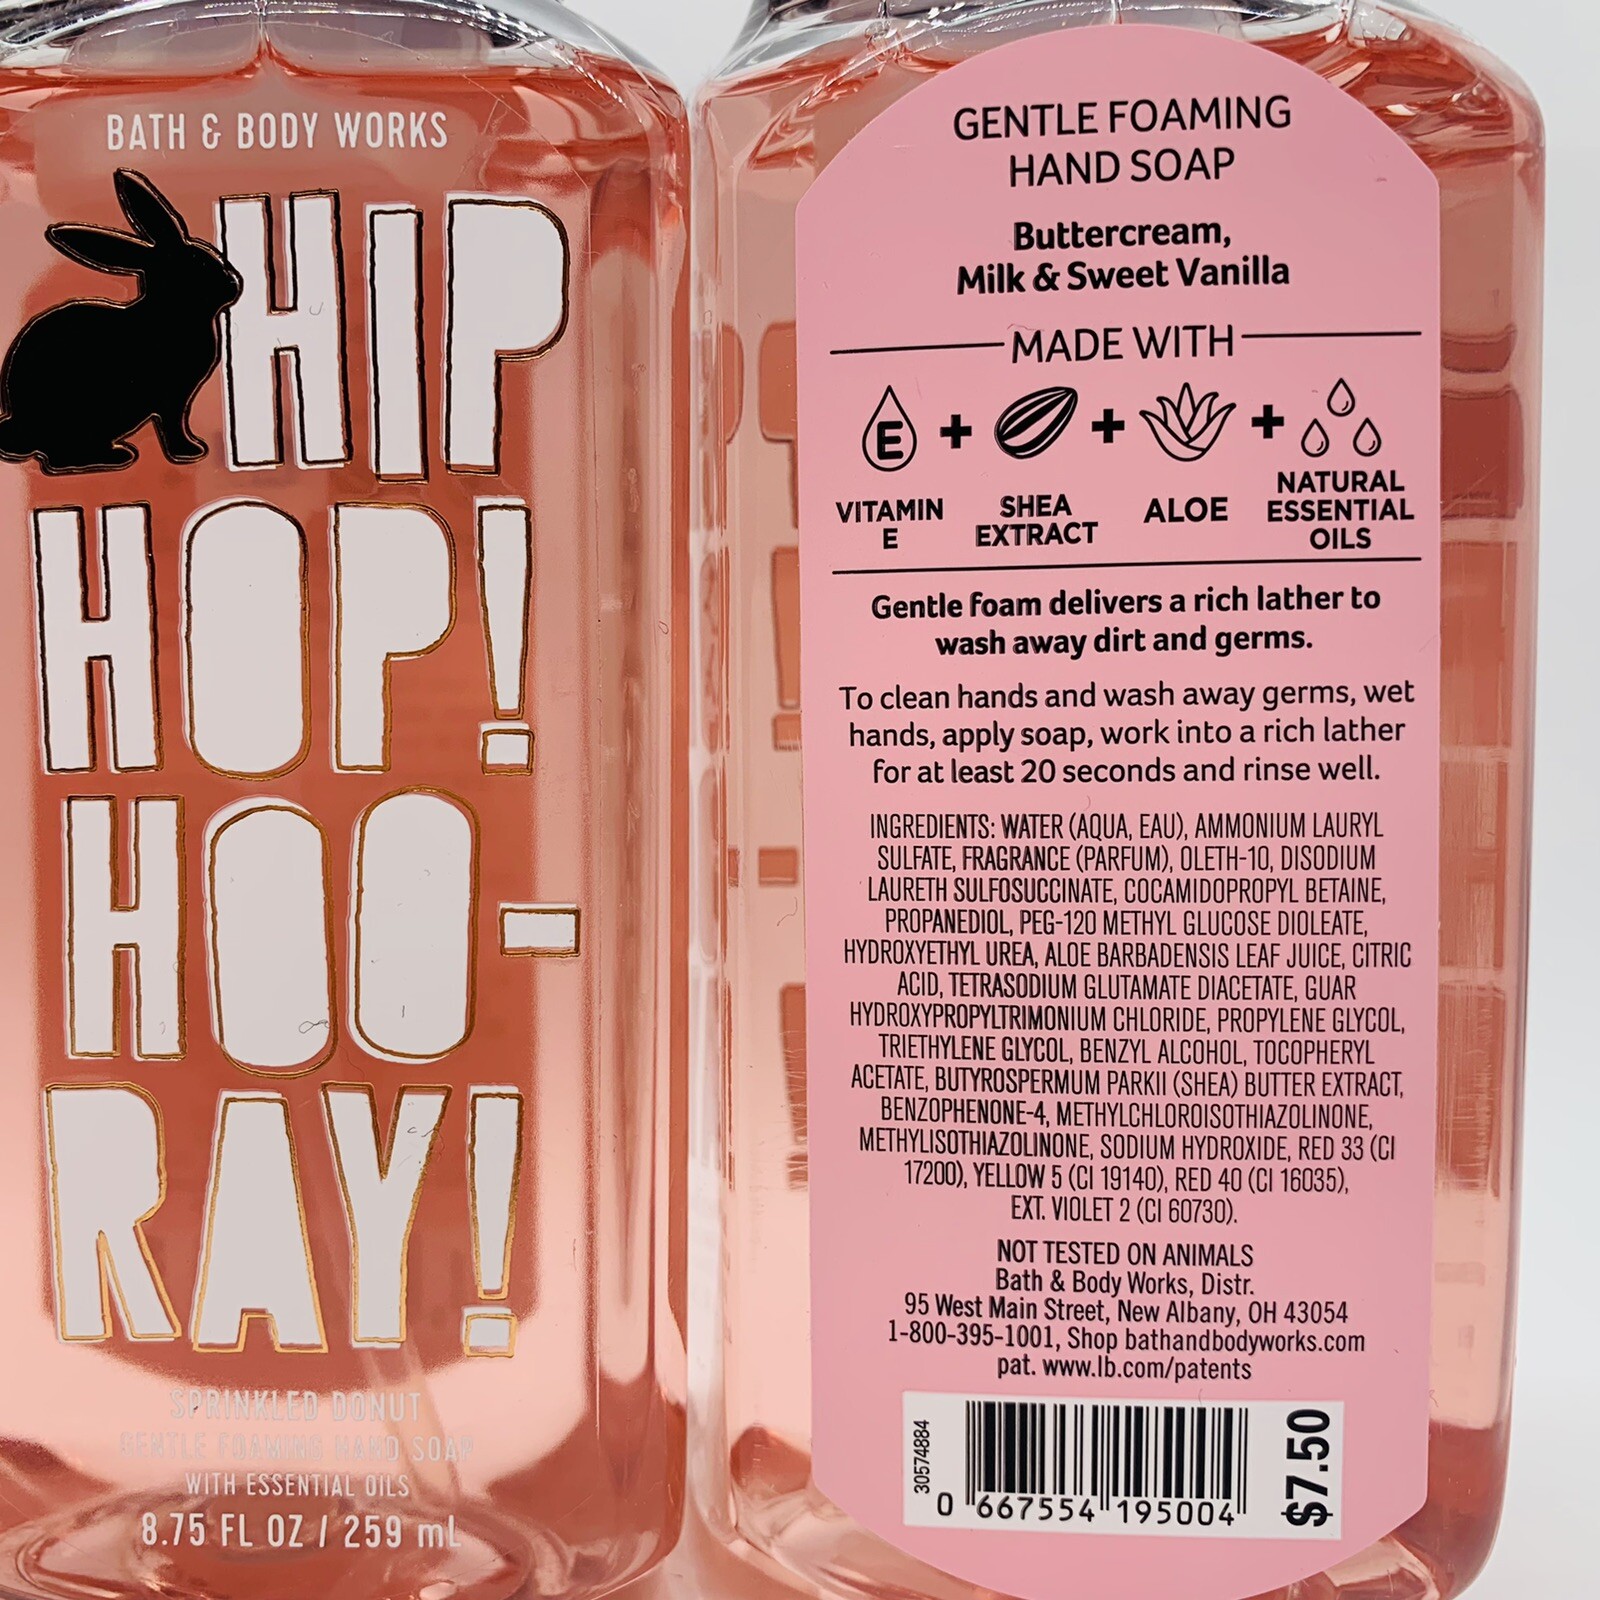 BATH & BODY WORKS
HIP
HOP!
HOO-
RAY!
SPRINKLED DONUT
GENTLE FOAMING HAND SOAP
WITH ESSENTIAL OILS
8.75 FL OZ / 259 mL
GENTLE FOAMING
HAND SOAP
Buttercream,
Milk & Sweet Vanilla
MADE WITH
E + + +
VITAMIN
E
SHEA
EXTRACT
ALOE
NATURAL
ESSENTIAL
OILS
Gentle foam delivers a rich lather to
wash away dirt and germs.
To clean hands and wash away germs, wet
hands, apply soap, work into a rich lather
for at least 20 seconds and rinse well.
INGREDIENTS: WATER (AQUA, EAU), AMMONIUM LAURYL
SULFATE, FRAGRANCE (PARFUM), OLETH-10, DISODIUM
LAURETH SULFOSUCCINATE, COCAMIDOPROPYL BETAINE,
PROPANEDIOL, PEG-120 METHYL GLUCOSE DIOLEATE,
HYDROXYETHYL UREA, ALOE BARBADENSIS LEAF JUICE, CITRIC
ACID, TETRASODIUM GLUTAMATE DIACETATE, GUAR
HYDROXYPROPYLTRIMONIUM CHLORIDE, PROPYLENE GLYCOL,
TRIETHYLENE GLYCOL, BENZYL ALCOHOL, TOCOPHERYL
ACETATE, BUTYROSPERMUM PARKII (SHEA) BUTTER EXTRACT,
BENZOPHENONE-4, METHYLCHLOROISOTHIAZOLINONE,
METHYLISOTHIAZOLINONE, SODIUM HYDROXIDE, RED 33 (CI
17200), YELLOW 5 (CI 19140), RED 40 (CI 16035),
EXT. VIOLET 2 (CI 60730).
NOT TESTED ON ANIMALS
Bath & Body Works, Distr.
95 West Main Street, New Albany, OH 43054
1-800-395-1001, Shop bathandbodyworks.com
pat. www.lb.com/patents
30574884
0 667554 195004
$7.50